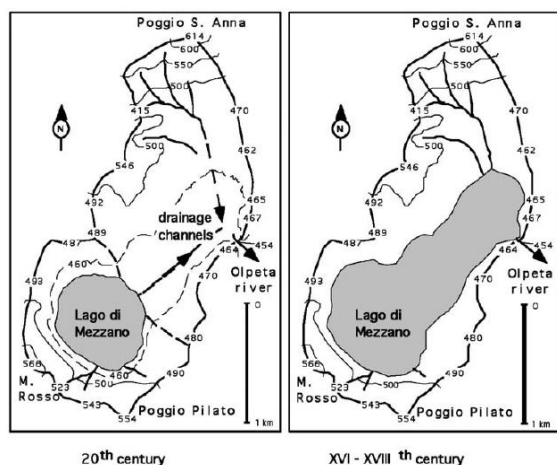 Poggio S. Anna
614
600
550
500
415
470
500
462
546
492
465
467
489
drainage
channels
487
460
464
454
Olpeta
river
470
493
0
Lago di
Mezzano
480
566
460
500
490
M.
Rosso
523
543
554
Poggio Pilato
1 km
N
20th century
Poggio S. Anna
614
600
550
500
415
470
500
462
546
492
465
467
489
487
464
454
Olpeta
river
470
493
0
Lago di
Mezzano
480
566
500
490
M.
Rosso
523
543
554
Poggio Pilato
1 km
N
XVI - XVIII th century